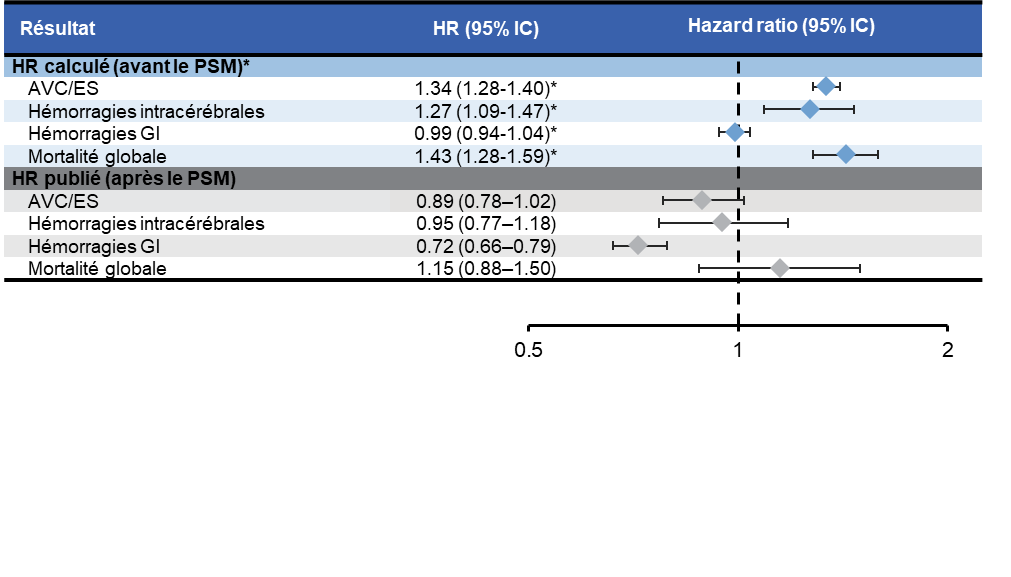 Résultat HR (95% IC) Hazard ratio (95% IC)
HR calculé (avant le PSM)*
AVC/ES 1.34 (1.28-1.40)*
Hémorragies intracérébrales 1.27 (1.09-1.47)*
Hémorragies GI 0.99 (0.94-1.04)*
Mortalité globale 1.43 (1.28-1.59)*
HR publié (après le PSM)
AVC/ES 0.89 (0.78–1.02)
Hémorragies intracérébrales 0.95 (0.77–1.18)
Hémorragies GI 0.72 (0.66–0.79)
Mortalité globale 1.15 (0.88–1.50)
0.5 1 2